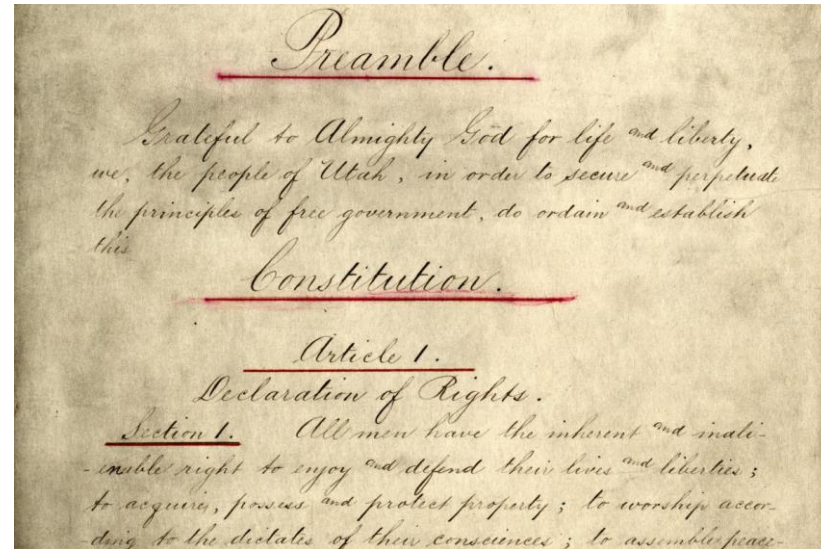 Preamble.
Grateful to Almighty God for life and liberty,
we, the people of Utah, in order to secure and perpetuate
the principles of free government, do ordain and establish
this
Constitution.
Article 1.
Declaration of Rights.
Section 1. All men have the inherent and inali-
-enable right to enjoy and defend their lives and liberties;
to acquire, possess and protect property; to worship accor-
-ding to the dictates of their consciences; to assemble peace-